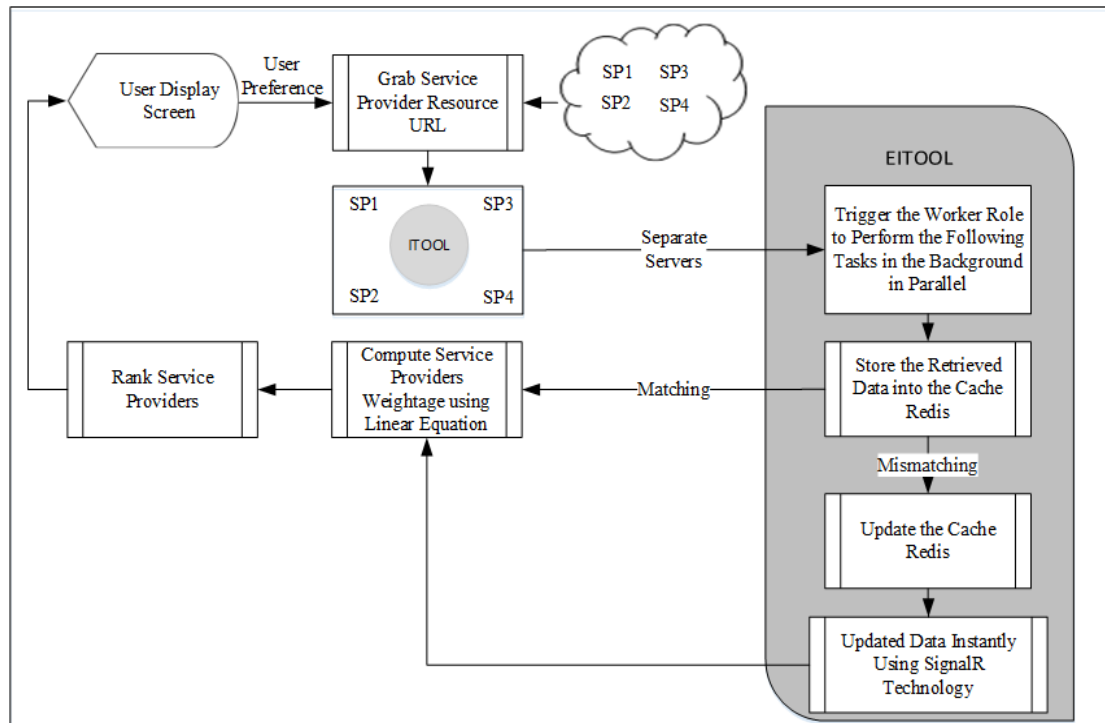 User Display
Screen
User
Preference
Grab Service
Provider Resource
URL
SP1 SP3
SP2 SP4
EITOOL
SP1 SP3
ITOOL
SP2 SP4
Separate
Servers
Trigger the Worker Role
to Perform the Following
Tasks in the Background
in Parallel
Rank Service
Providers
Compute Service
Providers
Weightage using
Linear Equation
Matching
Store the Retrieved
Data into the Cache
Redis
Mismatching
Update the Cache
Redis
Updated Data Instantly
Using SignalR
Technology